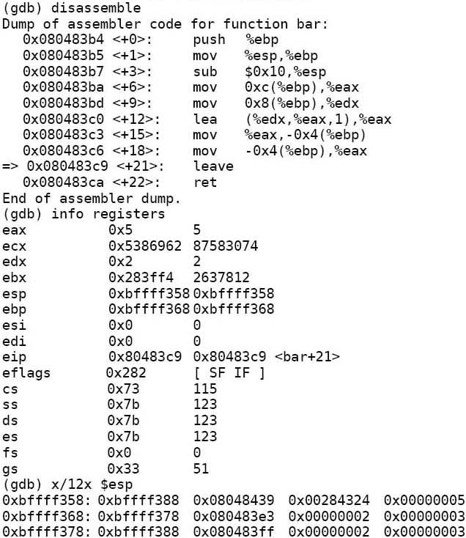 (gdb) disassemble
Dump of assembler code for function bar:
   0x080483b4 <+0>:     push   %ebp
   0x080483b5 <+1>:     mov    %esp,%ebp
   0x080483b7 <+3>:     sub    $0x10,%esp
   0x080483ba <+6>:     mov    0xc(%ebp),%eax
   0x080483bd <+9>:     mov    0x8(%ebp),%edx
   0x080483c0 <+12>:    lea    (%edx,%eax,1),%eax
   0x080483c3 <+15>:    mov    %eax,-0x4(%ebp)
   0x080483c6 <+18>:    mov    -0x4(%ebp),%eax
=> 0x080483c9 <+21>:    leave
   0x080483ca <+22>:    ret
End of assembler dump.
(gdb) info registers
eax            0x5      5
ecx            0x5386962 87583074
edx            0x2      2
ebx            0x283ff4 2637812
esp            0xbffff358 0xbffff358
ebp            0xbffff368 0xbffff368
esi            0x0      0
edi            0x0      0
eip            0x80483c9 0x80483c9 <bar+21>
eflags         0x282    [ SF IF ]
cs             0x73     115
ss             0x7b     123
ds             0x7b     123
es             0x7b     123
fs             0x0      0
gs             0x33     51
(gdb) x/12x $esp
0xbffff358: 0xbffff388 0x08048439 0x00284324 0x00000005
0xbffff368: 0xbffff378 0x080483e3 0x00000002 0x00000003
0xbffff378: 0xbffff388 0x080483ff 0x00000002 0x00000003